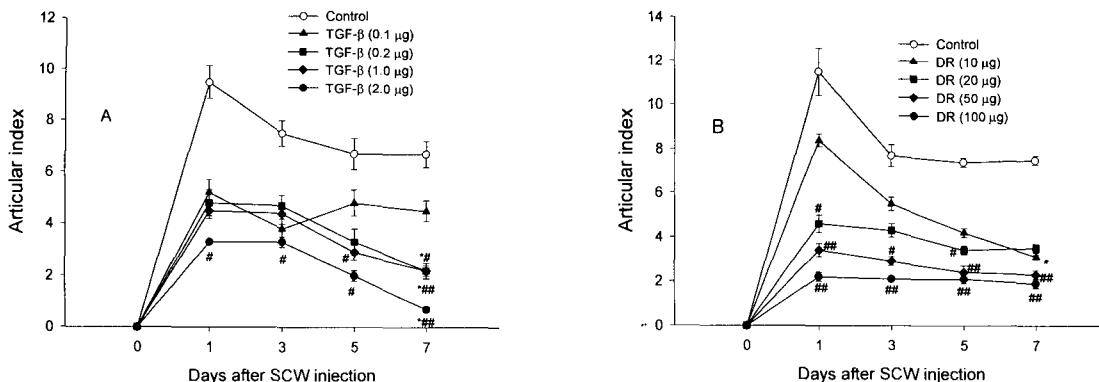 12
10
8
6
4
2
0
Articular index
A
Control
TGF-β (0.1 µg)
TGF-β (0.2 µg)
TGF-β (1.0 µg)
TGF-β (2.0 µg)
#
#
#
#
*#
*##
*##
0
1
3
5
7
Days after SCW injection
14
12
10
8
6
4
2
0
Articular index
B
Control
DR (10 µg)
DR (20 µg)
DR (50 µg)
DR (100 µg)
#
##
##
#
##
#
##
##
*
##
##
0
1
3
5
7
Days after SCW injection